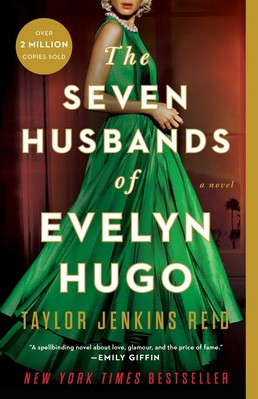 OVER
2 MILLION
COPIES SOLD
The
SEVEN
HUSBANDS
of
a novel
EVELYN
HUGO
TAYLOR JENKINS REID
"A spellbinding novel about love, glamour, and the price of fame."
—EMILY GIFFIN
NEW YORK TIMES BESTSELLER